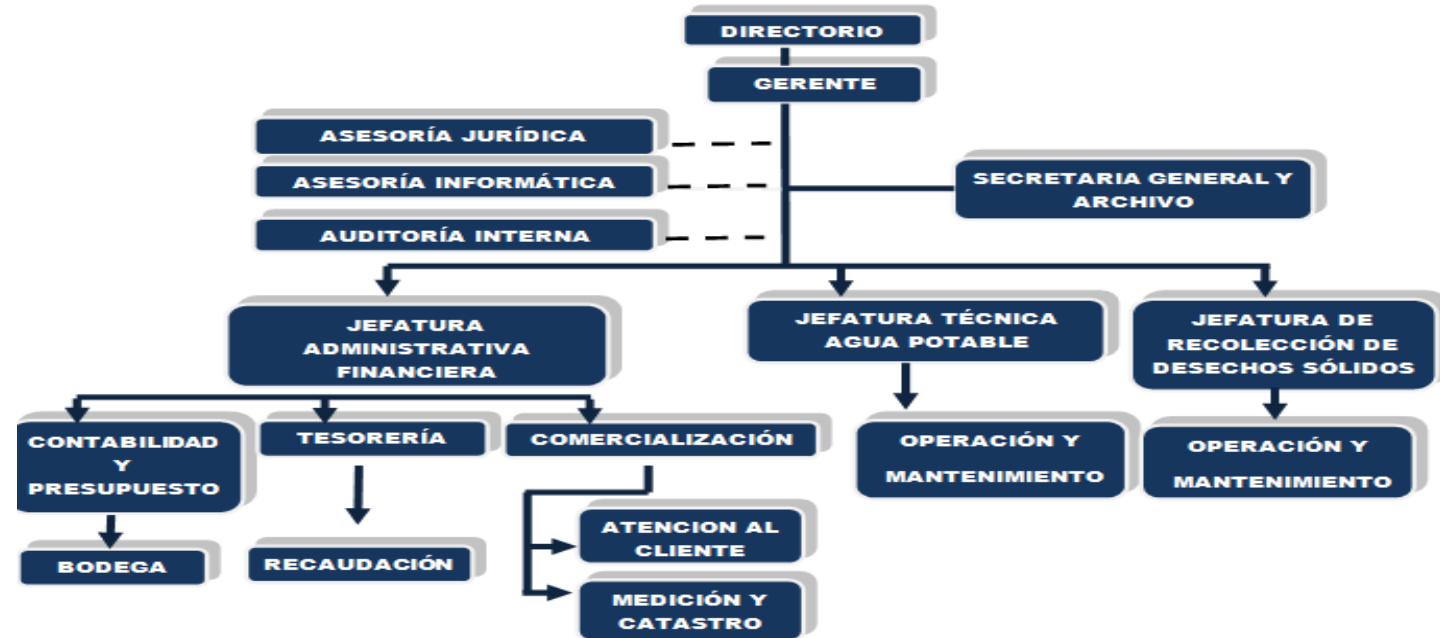 DIRECTORIO
GERENTE
ASESORÍA JURÍDICA
ASESORÍA INFORMÁTICA
AUDITORÍA INTERNA
SECRETARIA GENERAL Y
ARCHIVO
JEFATURA
ADMINISTRATIVA
FINANCIERA
JEFATURA TÉCNICA
AGUA POTABLE
JEFATURA DE
RECOLECCIÓN DE
DESECHOS SÓLIDOS
CONTABILIDAD
Y
PRESUPUESTO
TESORERÍA
COMERCIALIZACIÓN
OPERACIÓN Y
MANTENIMIENTO
OPERACIÓN Y
MANTENIMIENTO
BODEGA
RECAUDACIÓN
ATENCION AL
CLIENTE
MEDICIÓN Y
CATASTRO